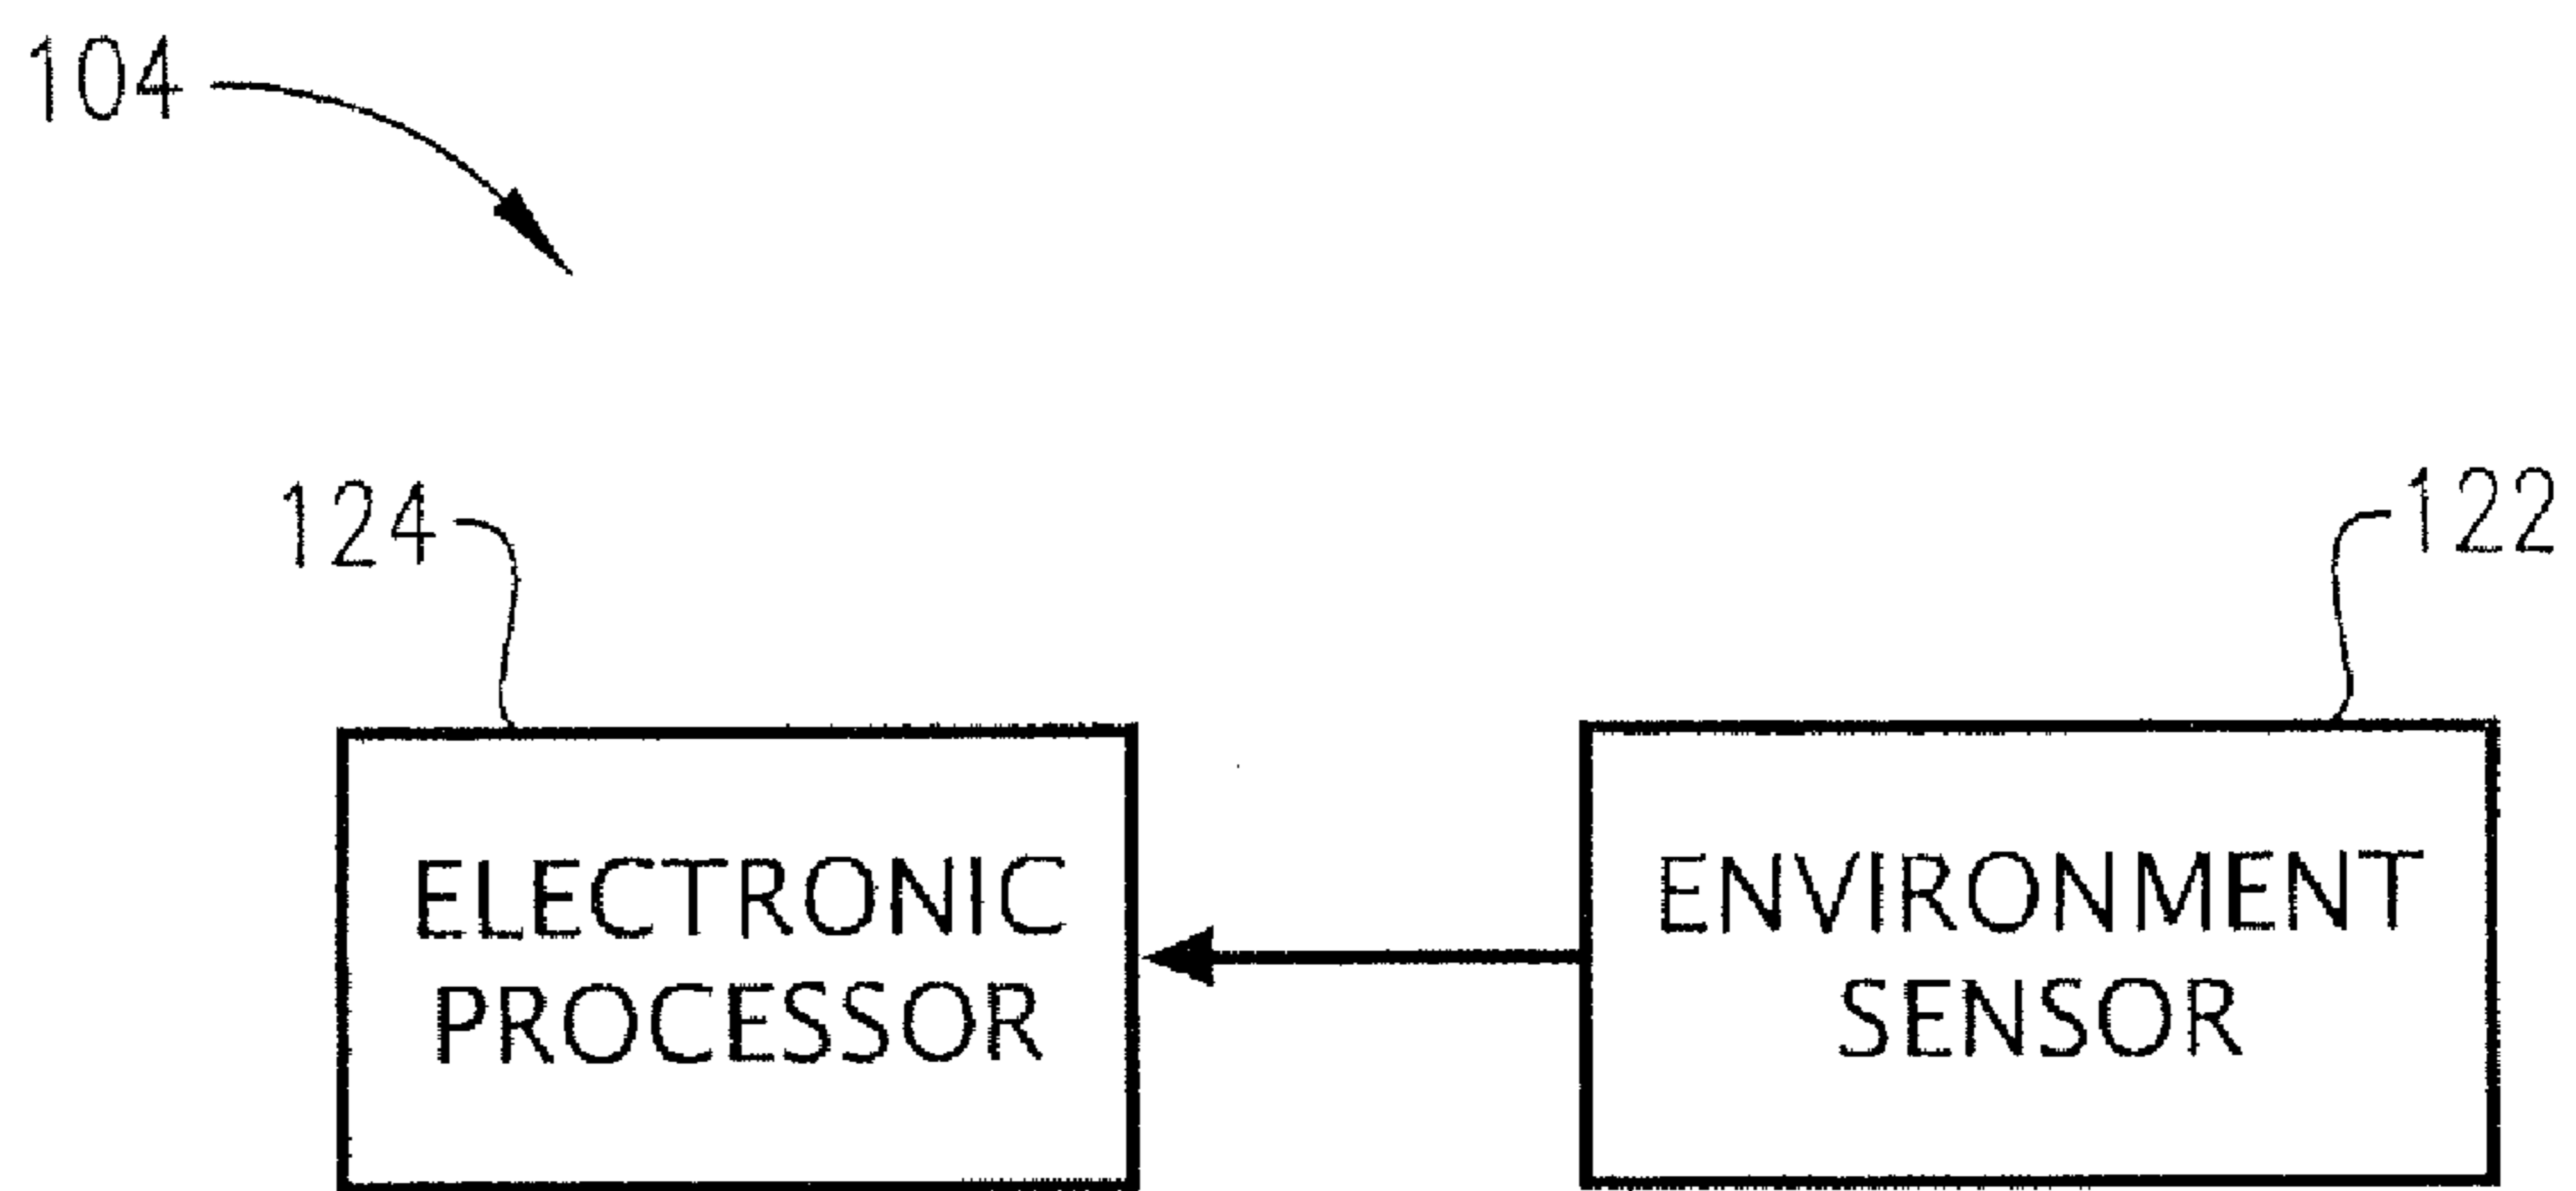 104
124
122
ELECTRONIC
PROCESSOR
ENVIRONMENT
SENSOR